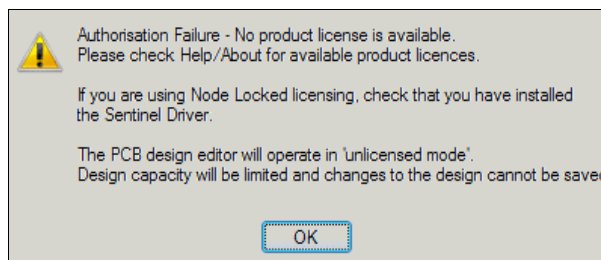 Authorisation Failure - No product license is available.
Please check Help/About for available product licences.
If you are using Node Locked licensing, check that you have installed
the Sentinel Driver.
The PCB design editor will operate in 'unlicensed mode'.
Design capacity will be limited and changes to the design cannot be save
OK